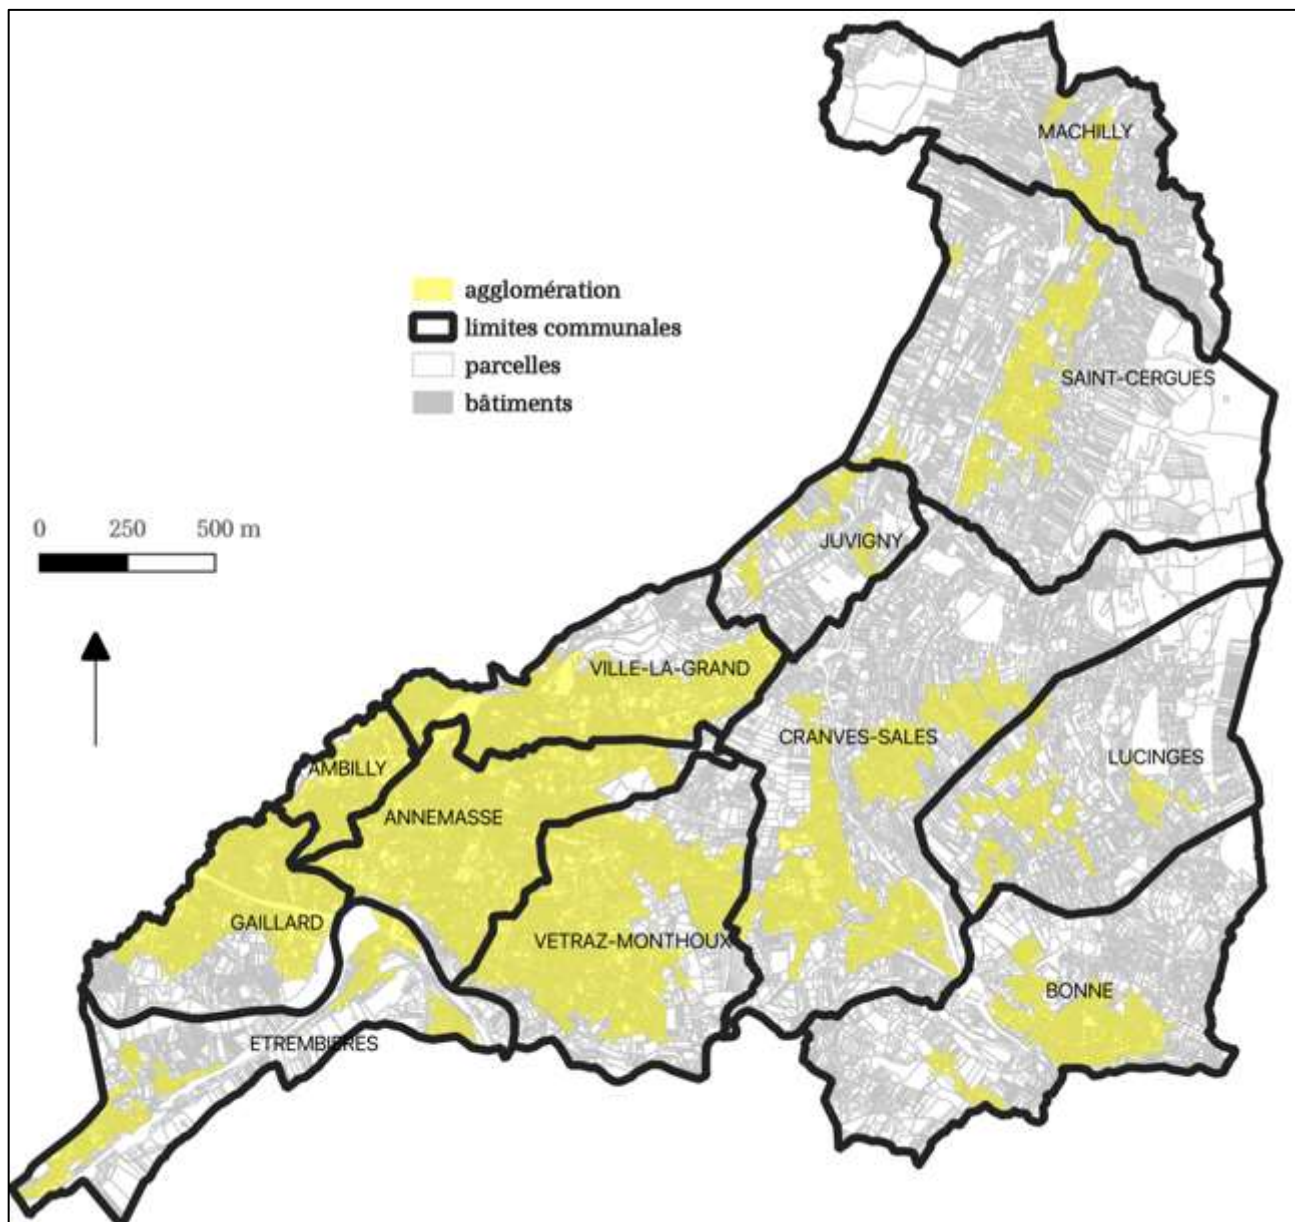 MACHILLY
agglomération
limites communales
parcelles
bâtiments
SAINT-CERGUES
0 250 500 m
JUVIGNY
VILLE-LA-GRAND
CRANVES-SALES
LUCINGES
AMBILLY
ANNEMASSE
GAILLARD
VETRAZ-MONTHOUX
BONNE
ETREMBIERES